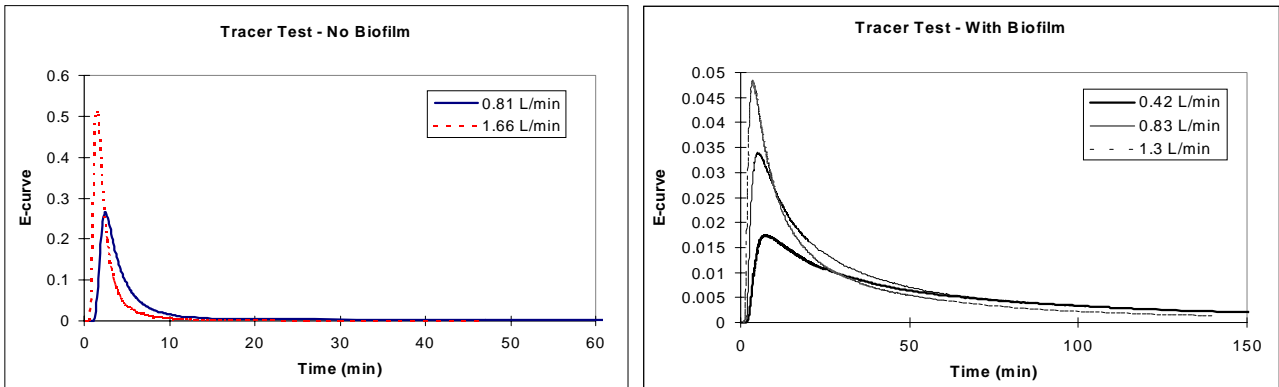 Tracer Test - No Biofilm
0.6
0.5
0.4
0.3
0.2
0.1
0
E-curve
0.81 L/min
1.66 L/min
0 10 20 30 40 50 60
Time (min)
Tracer Test - With Biofilm
0.05
0.045
0.04
0.035
0.03
0.025
0.02
0.015
0.01
0.005
0
E-curve
0.42 L/min
0.83 L/min
1.3 L/min
0 50 100 150
Time (min)